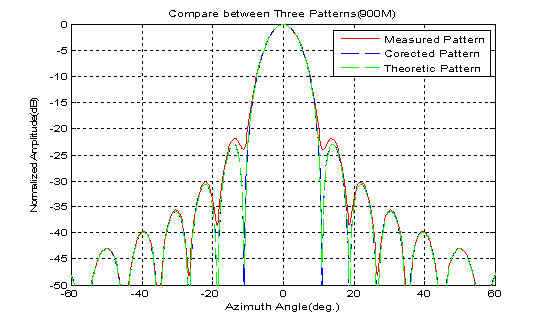 Compare between Three Patterns(900M)
Measured Pattern
Corected Pattern
Theoretic Pattern
Normalized Amplitude(dB)
0
-5
-10
-15
-20
-25
-30
-35
-40
-45
-50
-60 -40 -20 0 20 40 60
Azimuth Angle(deg.)